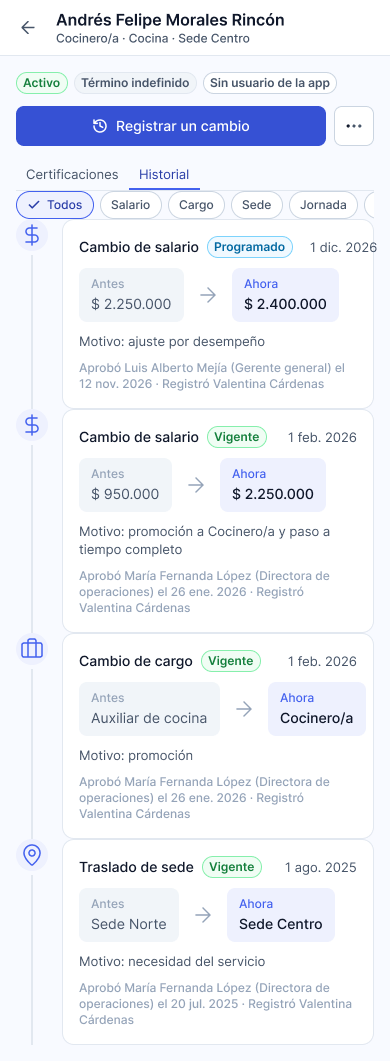 Andrés Felipe Morales Rincón
Cocinero/a · Cocina · Sede Centro
Activo Término indefinido Sin usuario de la app
Registrar un cambio
Certificaciones Historial
Todos Salario Cargo Sede Jornada
Cambio de salario Programado 1 dic. 2026
Antes Ahora
$ 2.250.000 $ 2.400.000
Motivo: ajuste por desempeño
Aprobó Luis Alberto Mejía (Gerente general) el
12 nov. 2026 · Registró Valentina Cárdenas
Cambio de salario Vigente 1 feb. 2026
Antes Ahora
$ 950.000 $ 2.250.000
Motivo: promoción a Cocinero/a y paso a
tiempo completo
Aprobó María Fernanda López (Directora de
operaciones) el 26 ene. 2026 · Registró
Valentina Cárdenas
Cambio de cargo Vigente 1 feb. 2026
Antes Ahora
Auxiliar de cocina Cocinero/a
Motivo: promoción
Aprobó María Fernanda López (Directora de
operaciones) el 26 ene. 2026 · Registró
Valentina Cárdenas
Traslado de sede Vigente 1 ago. 2025
Antes Ahora
Sede Norte Sede Centro
Motivo: necesidad del servicio
Aprobó María Fernanda López (Directora de
operaciones) el 20 jul. 2025 · Registró Valentina
Cárdenas